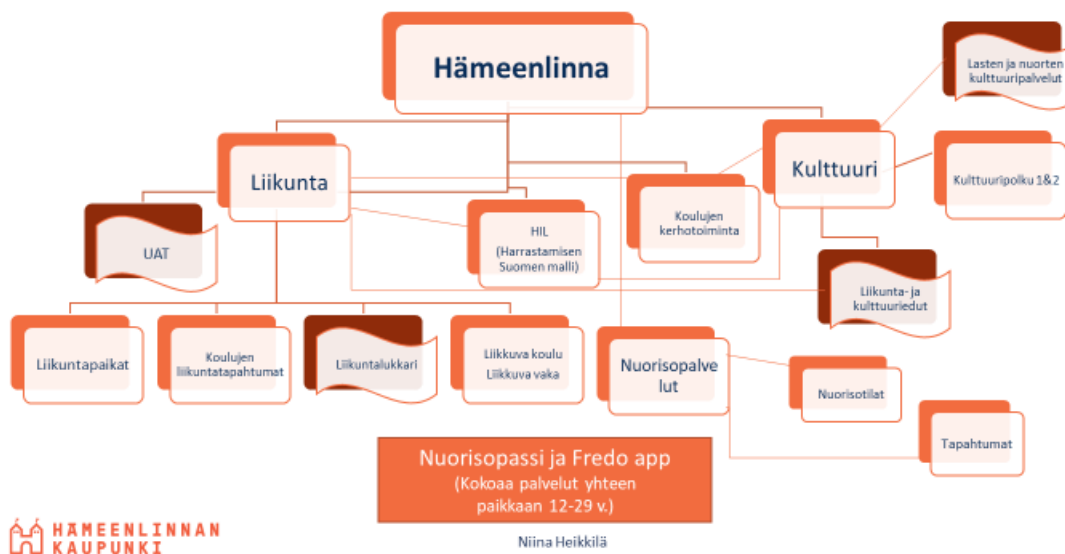 Hämeenlinna
Lasten ja nuorten
kulttuuripalvelut
Liikunta
Kulttuuri
Kulttuuripolku 1&2
UAT
HIL
(Harrastamisen
Suomen malli)
Koulujen
kerhotoiminta
Liikunta- ja
kulttuuriedut
Liikuntapaikat
Koulujen
liikuntatapahtumat
Liikuntalukkari
Liikkuva koulu
Liikkuva vaka
Nuorisopalve
lut
Nuorisotilat
Tapahtumat
Nuorisopassi ja Fredo app
(Kokoaa palvelut yhteen
paikkaan 12-29 v.)
HÄMEENLINNAN
KAUPUNKI
Niina Heikkilä